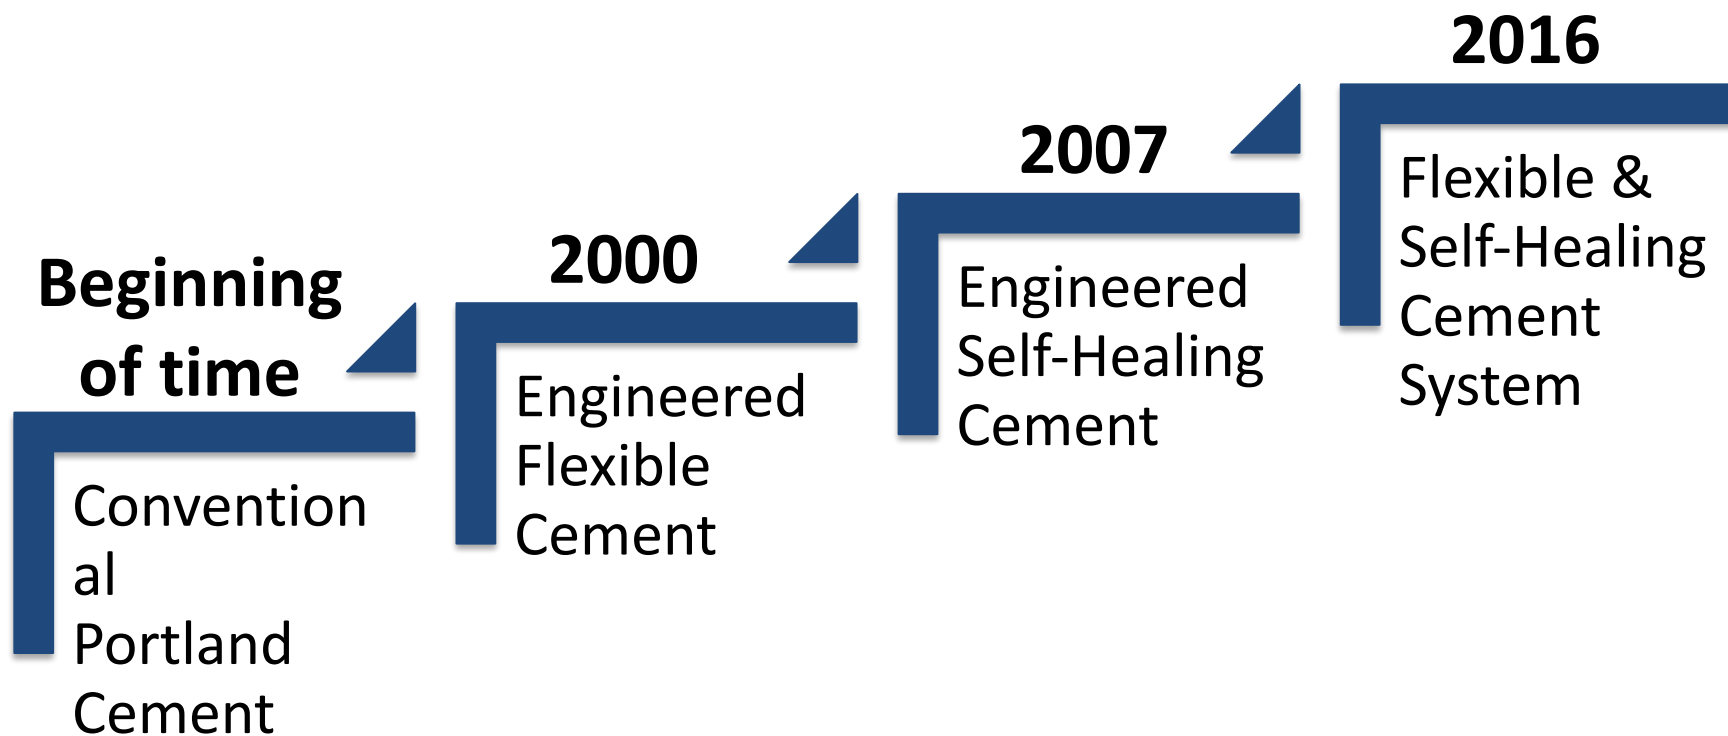 Beginning
of time
Convention
al
Portland
Cement
2000
Engineered
Flexible
Cement
2007
Engineered
Self-Healing
Cement
2016
Flexible &
Self-Healing
Cement
System